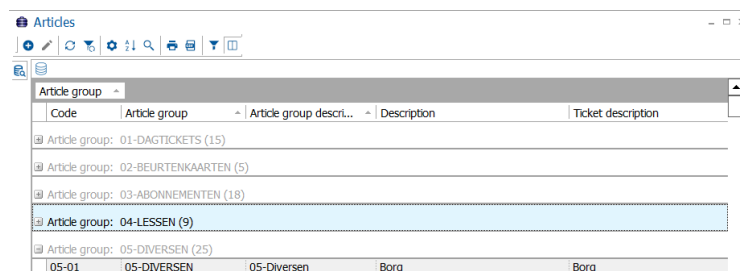 Articles
Article group
Code Article group Article group descri... Description Ticket description
Article group: 01-DAGTICKETS (15)
Article group: 02-BEURTENKAARTEN (5)
Article group: 03-ABONNEMENTEN (18)
Article group: 04-LESSEN (9)
Article group: 05-DIVERSEN (25)
05-01 05-DIVERSEN 05-Diversen Borg Borg